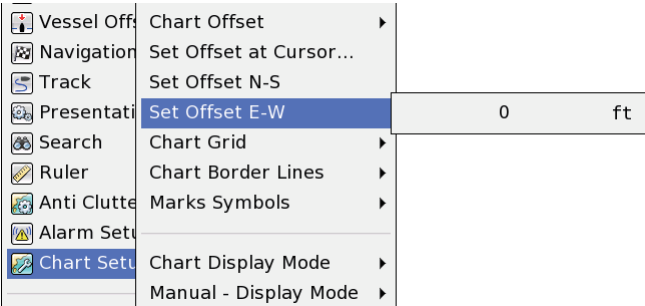 Vessel Offs
Navigation
Track
Presentati
Search
Ruler
Anti Clutte
Alarm Setu
Chart Setu
Chart Offset
Set Offset at Cursor...
Set Offset N-S
Set Offset E-W
0 ft
Chart Grid
Chart Border Lines
Marks Symbols
Chart Display Mode
Manual - Display Mode